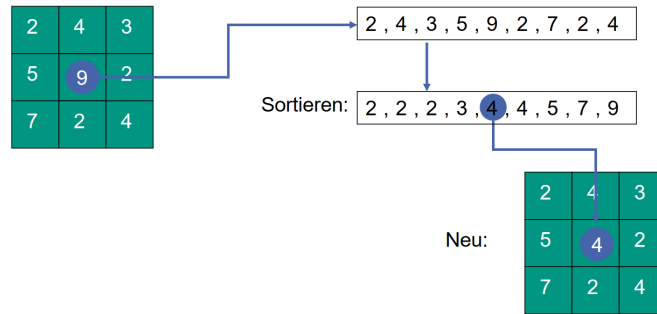 2 4 3
5 9 2
7 2 4
2 , 4 , 3 , 5 , 9 , 2 , 7 , 2 , 4
Sortieren: 2 , 2 , 2 , 3 , 4 , 4 , 5 , 7 , 9
Neu:
2 4 3
5 4 2
7 2 4